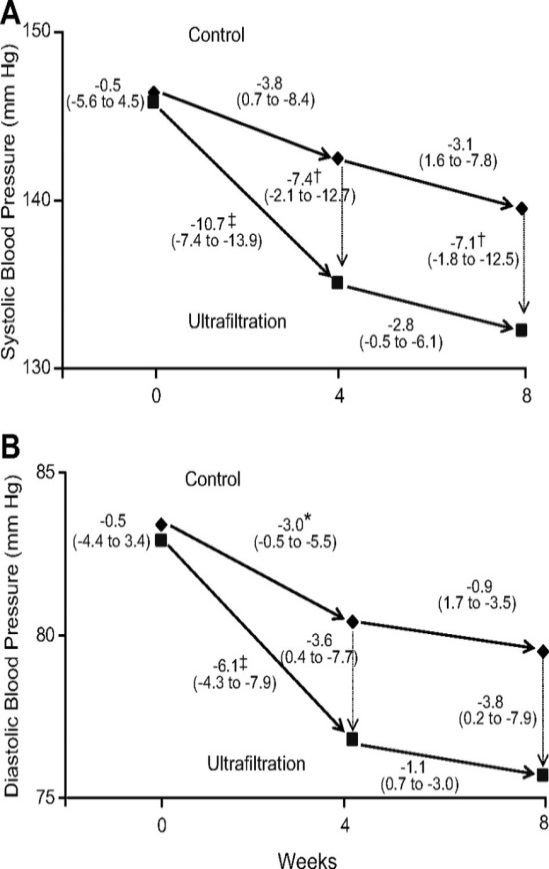 A
Systolic Blood Pressure (mm Hg)
150
140
130
Control
-0.5
(-5.6 to 4.5)
-3.8
(0.7 to -8.4)
-3.1
(1.6 to -7.8)
-7.4†
(-2.1 to -12.7)
-10.7‡
(-7.4 to -13.9)
-7.1†
(-1.8 to -12.5)
Ultrafiltration
-2.8
(-0.5 to -6.1)
0 4 8
B
Diastolic Blood Pressure (mm Hg)
85
80
75
Control
-0.5
(-4.4 to 3.4)
-3.0*
(-0.5 to -5.5)
-0.9
(1.7 to -3.5)
-3.6
(0.4 to -7.7)
-6.1‡
(-4.3 to -7.9)
-3.8
(0.2 to -7.9)
Ultrafiltration
-1.1
(0.7 to -3.0)
0 4 8
Weeks